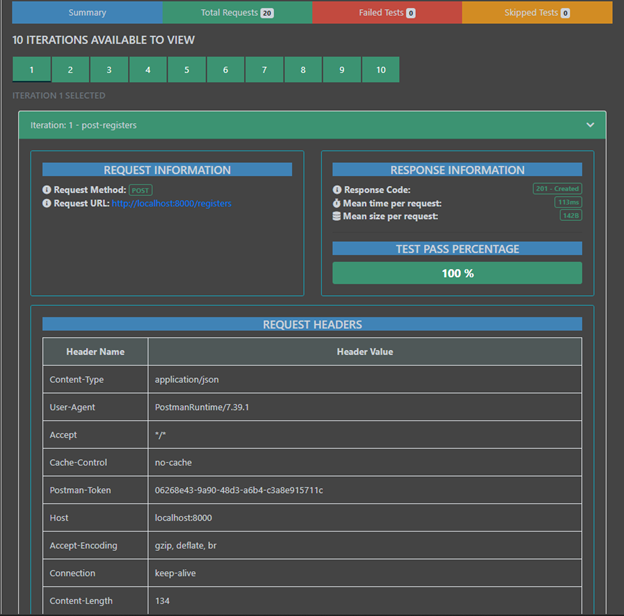 Summary
Total Requests 20
Failed Tests 0
Skipped Tests 0
10 ITERATIONS AVAILABLE TO VIEW
1 2 3 4 5 6 7 8 9 10
ITERATION 1 SELECTED
Iteration: 1 - post-registers
REQUEST INFORMATION
Request Method: POST
Request URL: http://localhost:8000/registers
RESPONSE INFORMATION
Response Code: 201 - Created
Mean time per request: 113ms
Mean size per request: 142B
TEST PASS PERCENTAGE
100 %
REQUEST HEADERS
Header Name Header Value
Content-Type application/json
User-Agent PostmanRuntime/7.39.1
Accept "/"
Cache-Control no-cache
Postman-Token 06268e43-9a90-48d3-a6b4-c3a8e915711c
Host localhost:8000
Accept-Encoding gzip, deflate, br
Connection keep-alive
Content-Length 134